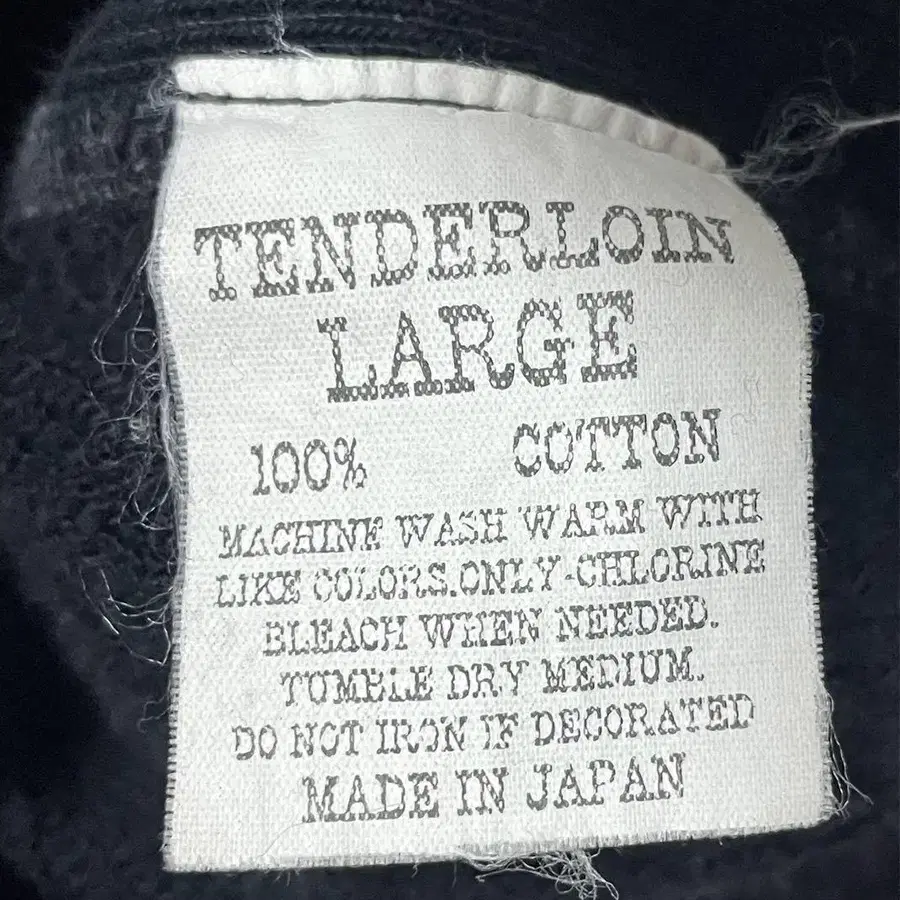 TENDERLOIN
LARGE
100% COTTON
MACHINE WASH WARM WITH
LIKE COLORS.ONLY-CHLORINE
BLEACH WHEN NEEDED.
TUMBLE DRY MEDIUM.
DO NOT IRON IF DECORATED
MADE IN JAPAN